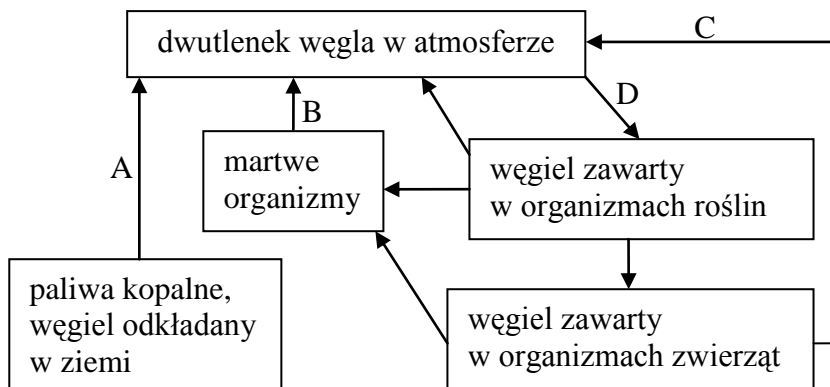 dwutlenek węgla w atmosferze
C
D
B
A
martwe
organizmy
węgiel zawarty
w organizmach roślin
paliwa kopalne,
węgiel odkładany
w ziemi
węgiel zawarty
w organizmach zwierząt